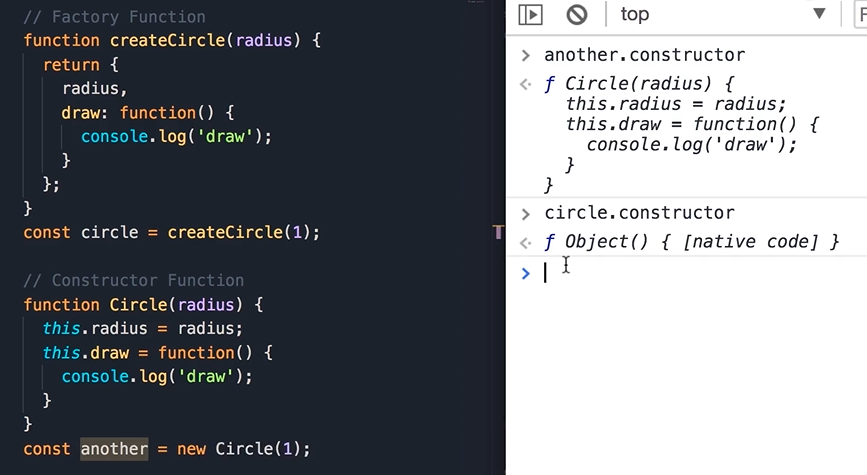 // Factory Function
function createCircle(radius) {
  return {
    radius,
    draw: function() {
      console.log('draw');
    }
  };
}
const circle = createCircle(1);
// Constructor Function
function Circle(radius) {
  this.radius = radius;
  this.draw = function() {
    console.log('draw');
  }
}
const another = new Circle(1);
top
> another.constructor
ƒ Circle(radius) {
  this.radius = radius;
  this.draw = function() {
    console.log('draw');
  }
}
> circle.constructor
ƒ Object() { [native code] }
>